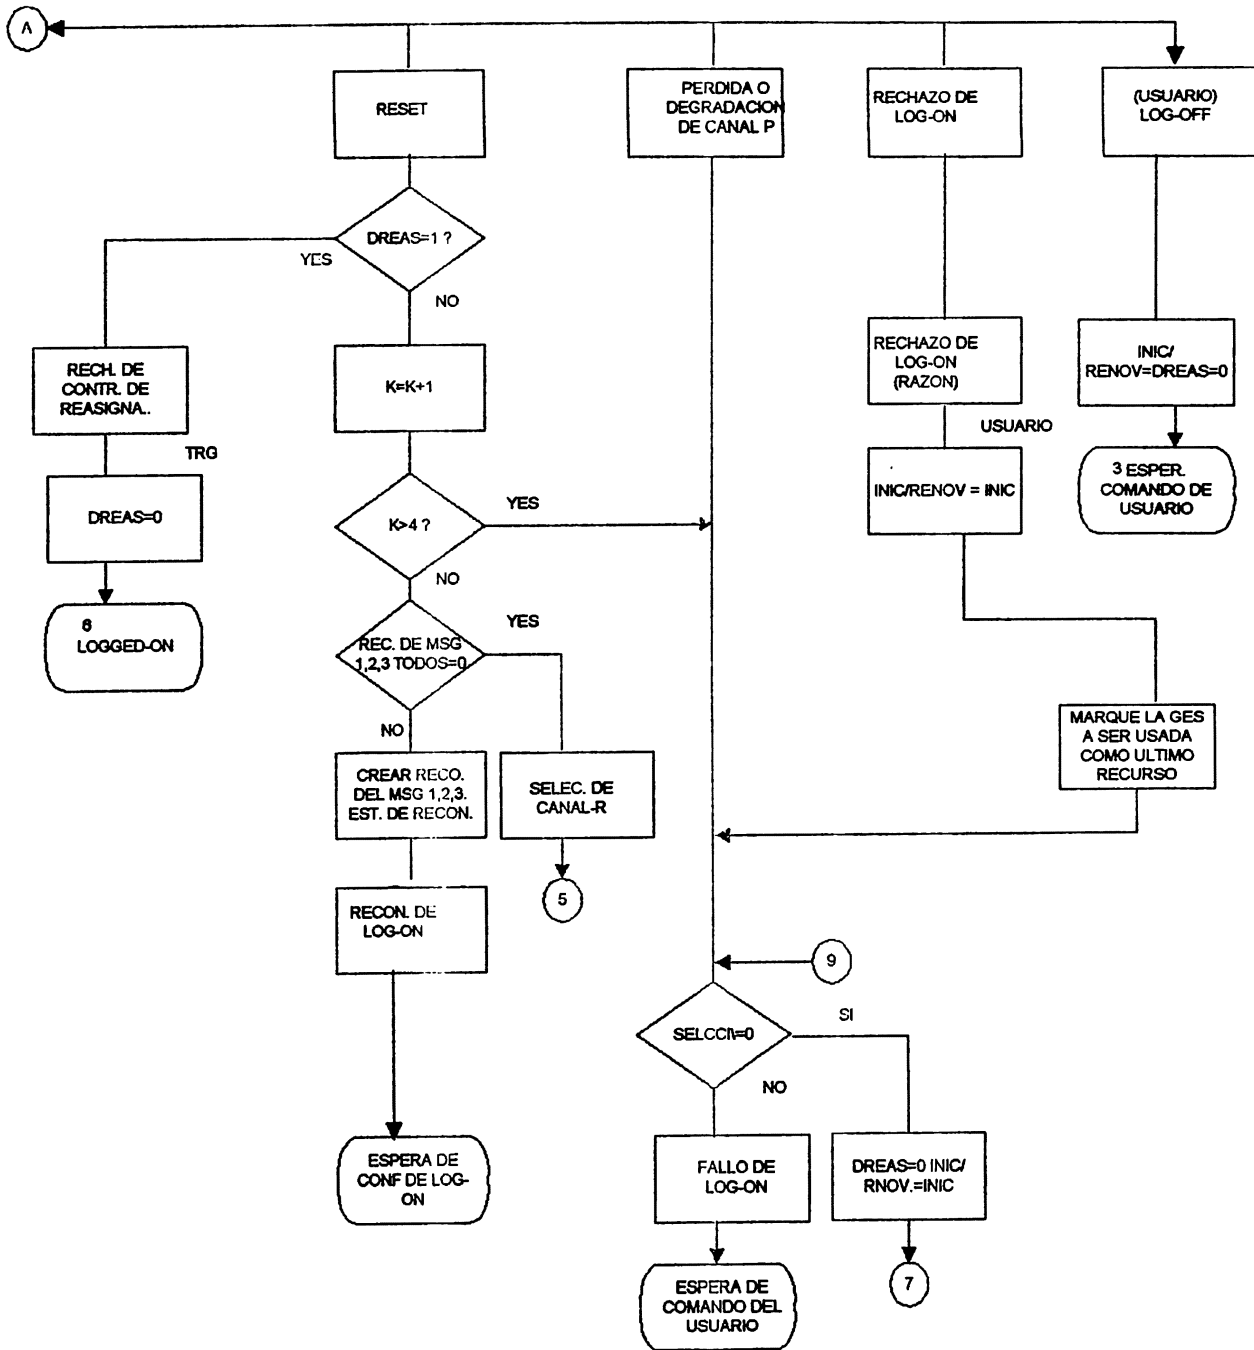 A
RESET
PERDIDA O
DEGRADACION
DE CANAL P
RECHAZO DE
LOG-ON
(USUARIO)
LOG-OFF
DREAS=1 ?
YES
NO
RECH. DE
CONTR. DE
REASIGNA..
TRG
DREAS=0
8
LOGGED-ON
K=K+1
K>4 ?
YES
NO
REC. DE MSG
1,2,3 TODOS=0
YES
NO
CREAR RECO.
DEL MSG 1,2,3.
EST. DE RECON.
SELEC. DE
CANAL-R
5
RECON. DE
LOG-ON
ESPERA DE
CONF DE LOG-
ON
RECHAZO DE
LOG-ON
(RAZON)
USUARIO
INIC/RENOV = INIC
INIC/
RENOV=DREAS=0
3 ESPER.
COMANDO DE
USUARIO
MARQUE LA GES
A SER USADA
COMO ULTIMO
RECURSO
9
SI
NO
FALLO DE
LOG-ON
DREAS=0 INIC/
RNOV.=INIC
7
ESPERA DE
COMANDO DEL
USUARIO